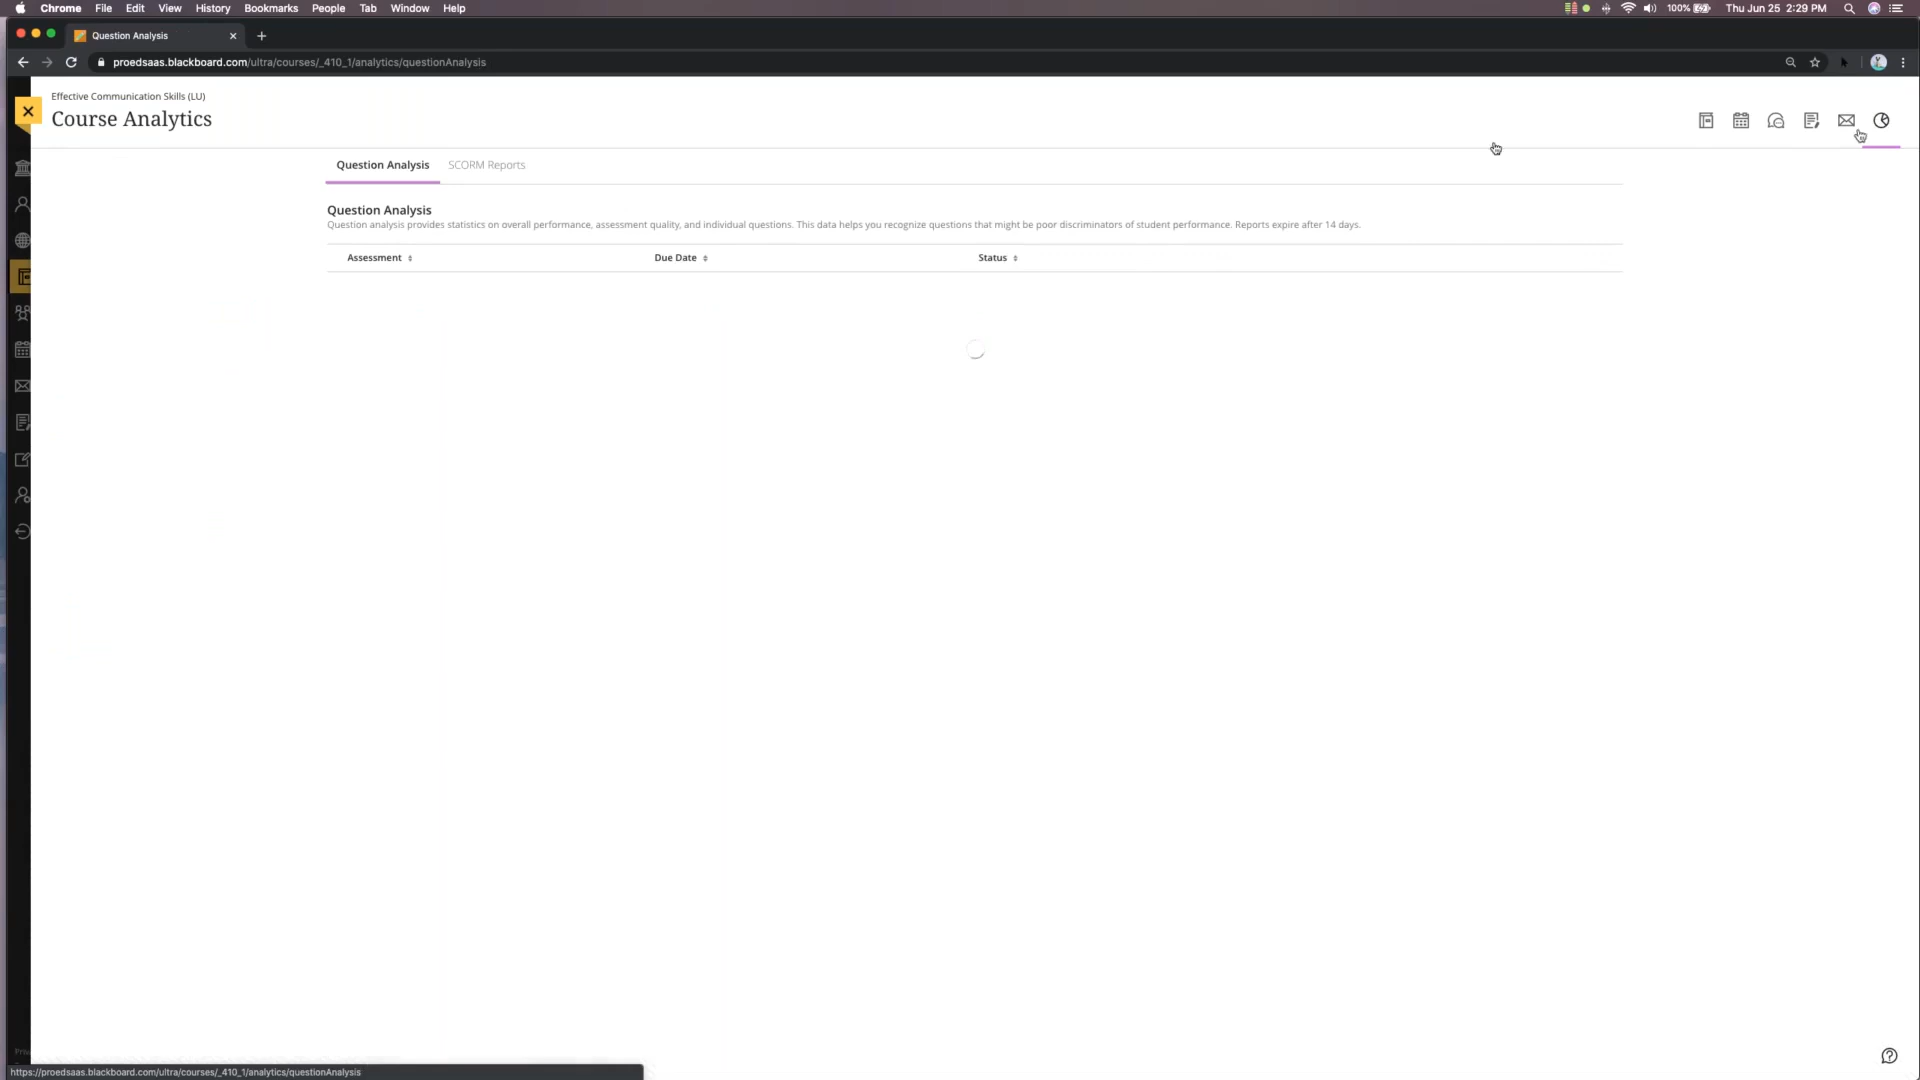 Chrome File Edit View History Bookmarks People Tab Window Help 100% Thu Jun 25 2:29 PM
Question Analysis
proedsaas.blackboard.com/ultra/courses/_410_1/analytics/questionAnalysis
Effective Communication Skills (LU)
Course Analytics
Question Analysis SCORM Reports
Question Analysis
Question analysis provides statistics on overall performance, assessment quality, and individual questions. This data helps you recognize questions that might be poor discriminators of student performance. Reports expire after 14 days.
Assessment Due Date Status
https://proedsaas.blackboard.com/ultra/courses/_410_1/analytics/questionAnalysis